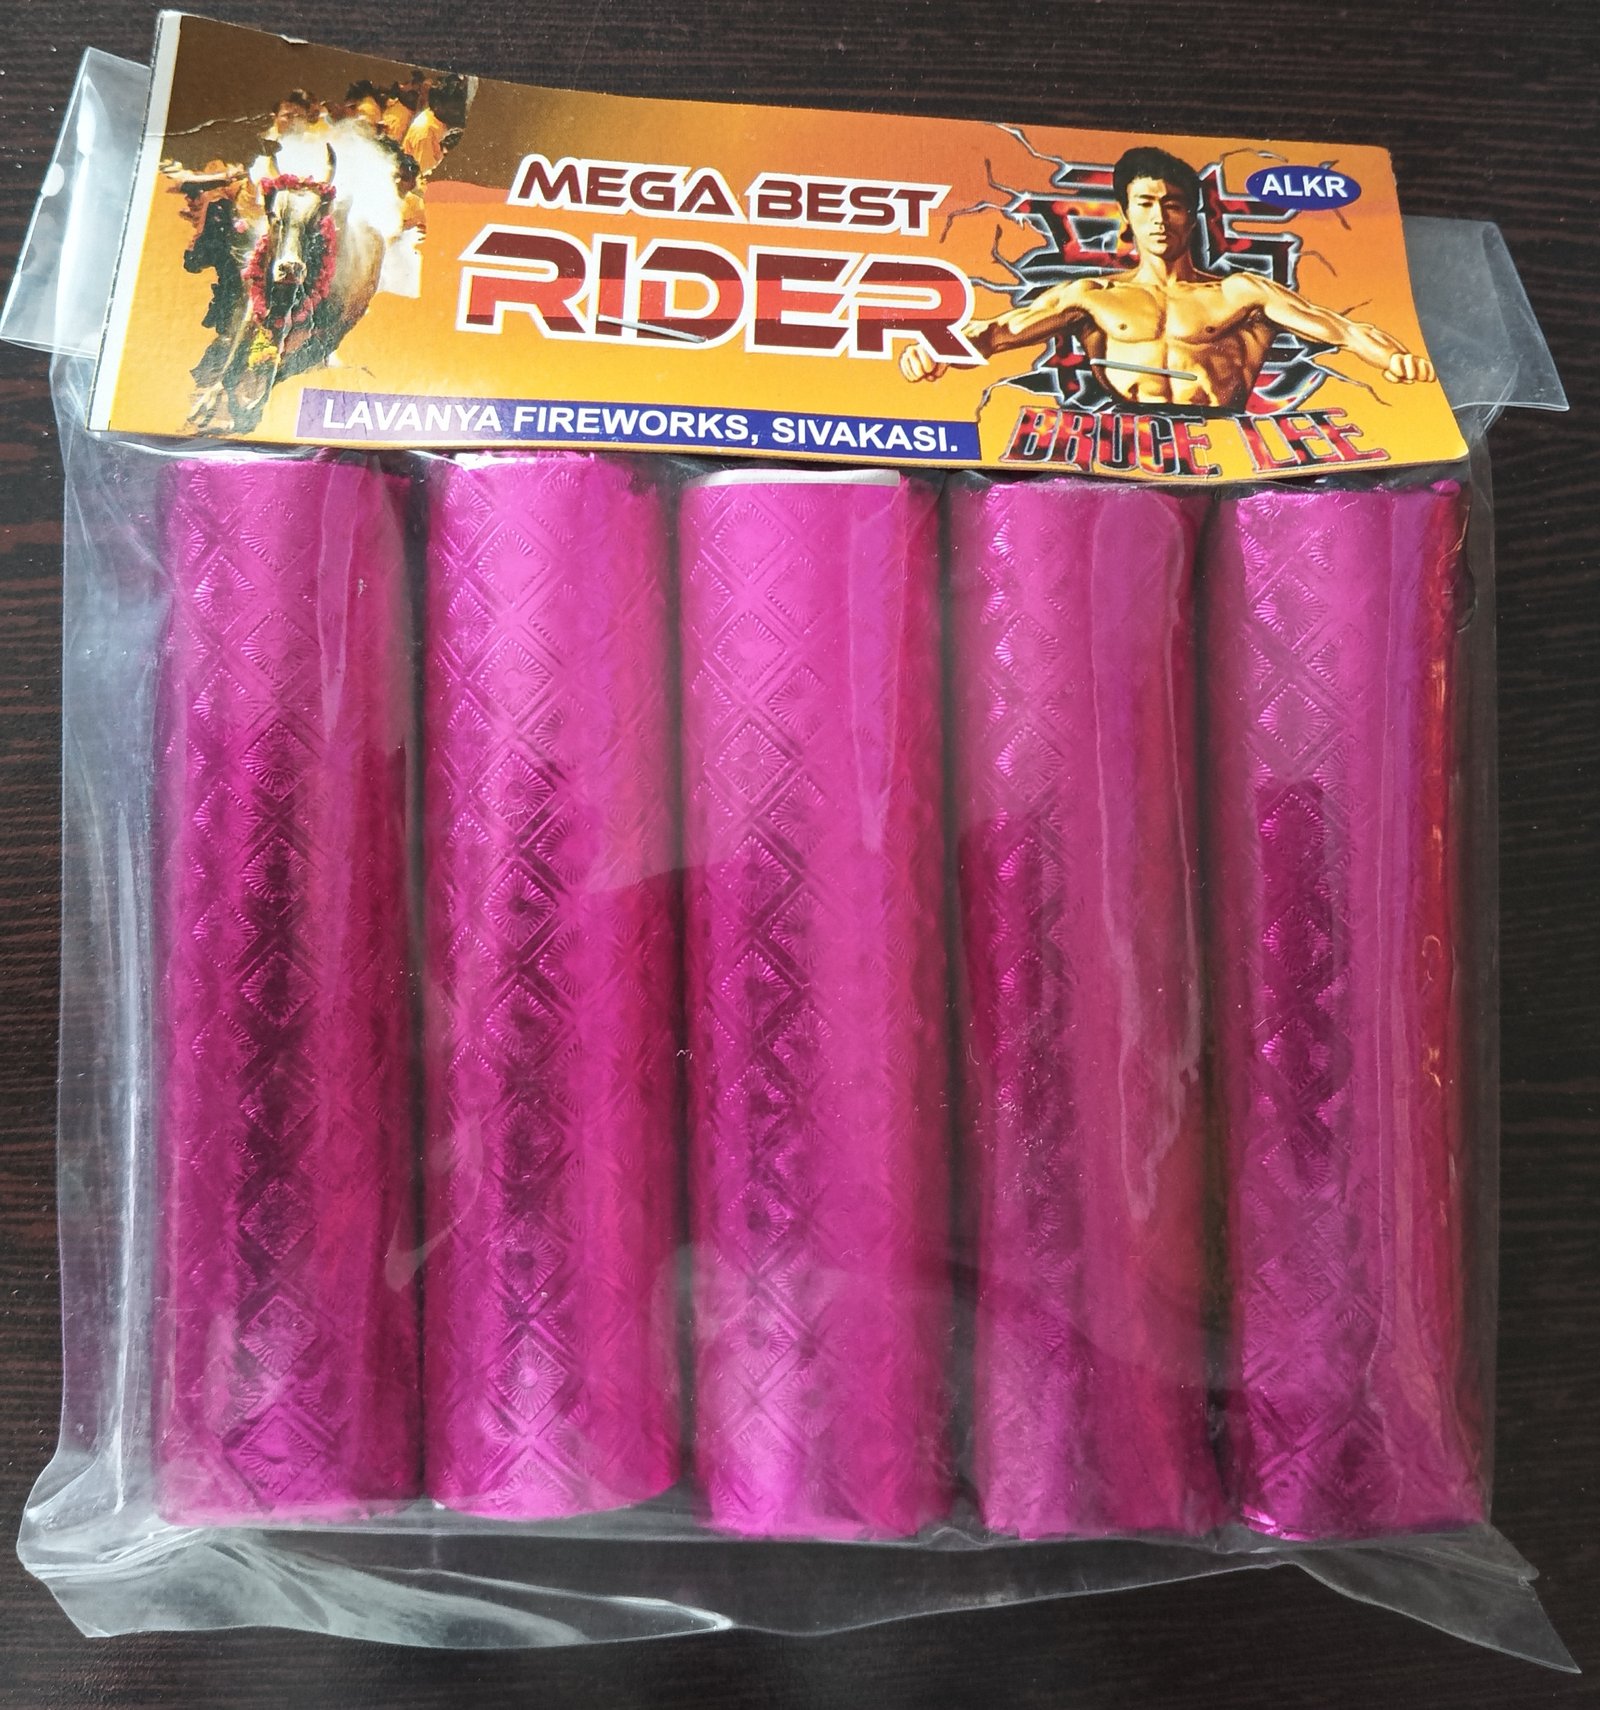 MEGA BEST
RIDER
ALKR
LAVANYA FIREWORKS, SIVAKASI.
BRUCE LEE